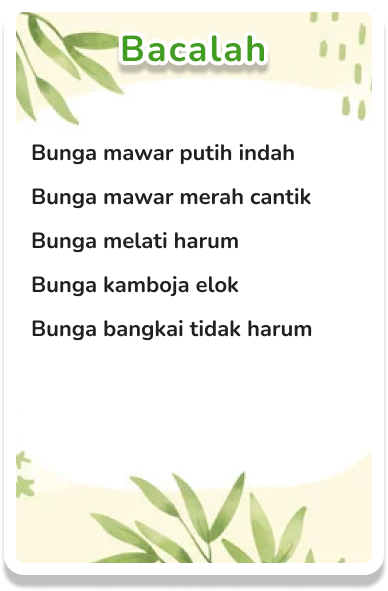 Bacalah
Bunga mawar putih indah
Bunga mawar merah cantik
Bunga melati harum
Bunga kamboja elok
Bunga bangkai tidak harum